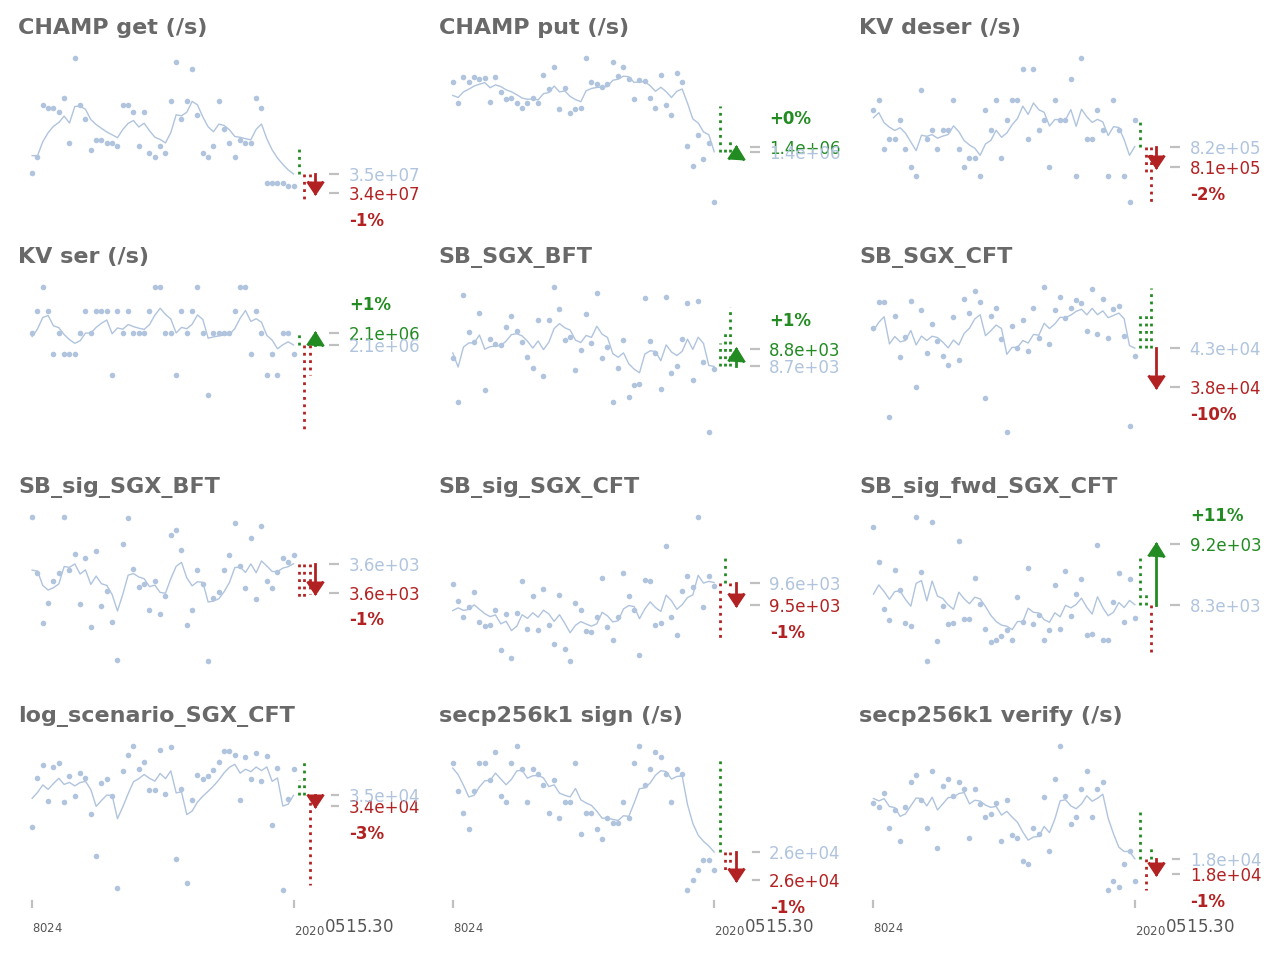 CHAMP get (/s)
3.5e+07
3.4e+07
-1%
CHAMP put (/s)
+0%
1.4e+06
1.4e+06
KV deser (/s)
8.2e+05
8.1e+05
-2%
KV ser (/s)
+1%
2.1e+06
2.1e+06
SB_SGX_BFT
+1%
8.8e+03
8.7e+03
SB_SGX_CFT
4.3e+04
3.8e+04
-10%
SB_sig_SGX_BFT
3.6e+03
3.6e+03
-1%
SB_sig_SGX_CFT
9.6e+03
9.5e+03
-1%
SB_sig_fwd_SGX_CFT
+11%
9.2e+03
8.3e+03
log_scenario_SGX_CFT
3.5e+04
3.4e+04
-3%
8024
2020 0515.30
secp256k1 sign (/s)
2.6e+04
2.6e+04
-1%
8024
2020 0515.30
secp256k1 verify (/s)
1.8e+04
1.8e+04
-1%
8024
2020 0515.30